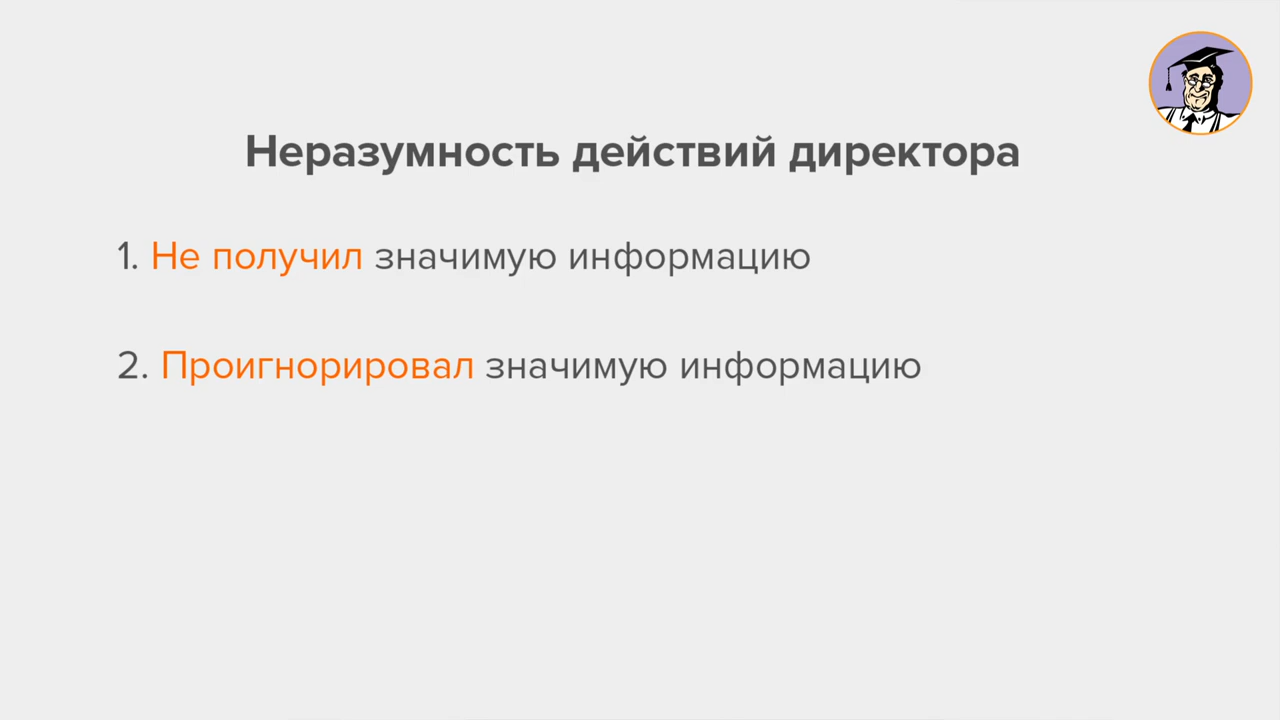 Неразумность действий директора
1. Не получил значимую информацию
2. Проигнорировал значимую информацию